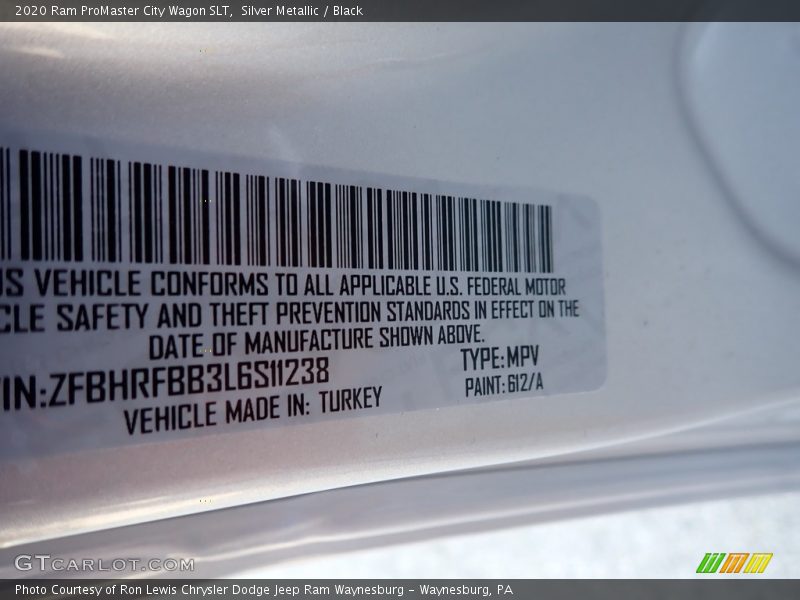 2020 Ram ProMaster City Wagon SLT, Silver Metallic / Black
VEHICLE CONFORMS TO ALL APPLICABLE U.S. FEDERAL MOTOR
SAFETY AND THEFT PREVENTION STANDARDS IN EFFECT ON THE
DATE OF MANUFACTURE SHOWN ABOVE.
VIN:ZFBHRFBB3L6S11238 TYPE:MPV
PAINT: 612/A
VEHICLE MADE IN: TURKEY
GTCARLOT.COM
Photo Courtesy of Ron Lewis Chrysler Dodge Jeep Ram Waynesburg - Waynesburg, PA